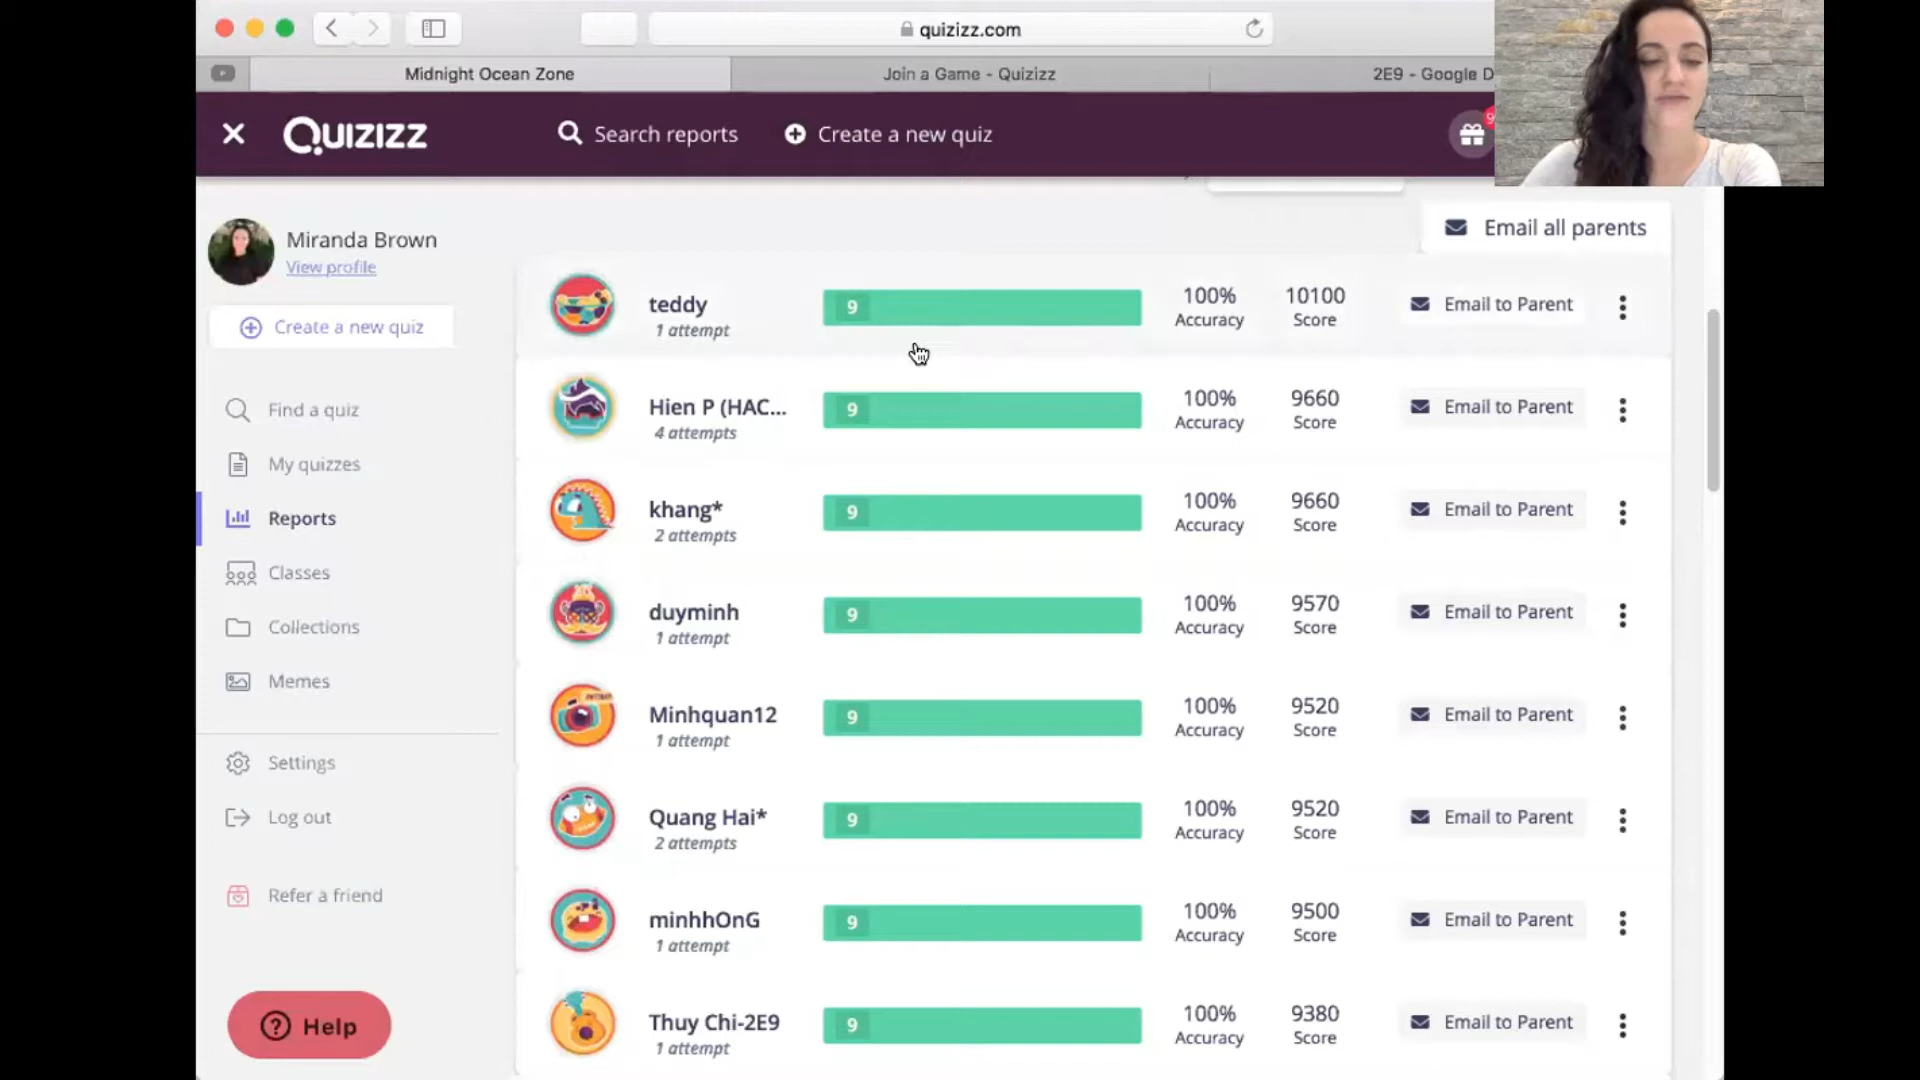 quizizz.com
Midnight Ocean Zone
Join a Game - Quizizz
2E9 - Google D
QUIZIZZ
Search reports
Create a new quiz
9
Miranda Brown
View profile
Create a new quiz
Find a quiz
My quizzes
Reports
Classes
Collections
Memes
Settings
Log out
Refer a friend
Help
Email all parents
teddy 9 100% 10100 Email to Parent
1 attempt Accuracy Score
Hien P (HAC... 9 100% 9660 Email to Parent
4 attempts Accuracy Score
khang* 9 100% 9660 Email to Parent
2 attempts Accuracy Score
duyminh 9 100% 9570 Email to Parent
1 attempt Accuracy Score
Minhquan12 9 100% 9520 Email to Parent
1 attempt Accuracy Score
Quang Hai* 9 100% 9520 Email to Parent
2 attempts Accuracy Score
minhhOnG 9 100% 9500 Email to Parent
1 attempt Accuracy Score
Thuy Chi-2E9 9 100% 9380 Email to Parent
1 attempt Accuracy Score